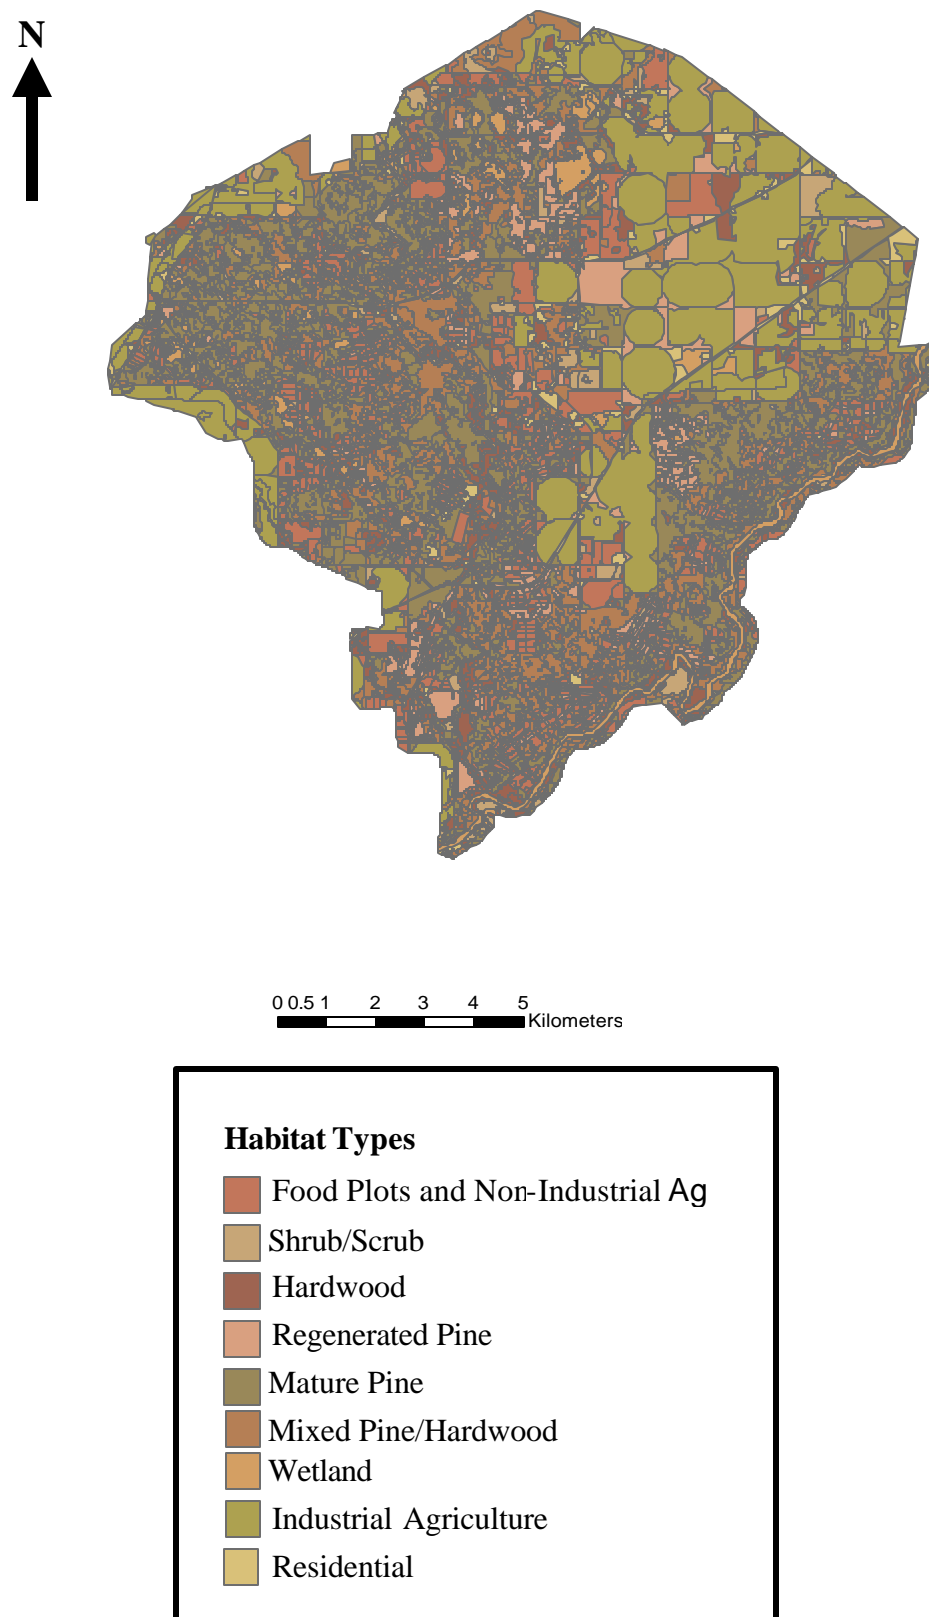 N
0 0.5 1 2 3 4 5
Kilometers
Habitat Types
Food Plots and Non-Industrial Ag
Shrub/Scrub
Hardwood
Regenerated Pine
Mature Pine
Mixed Pine/Hardwood
Wetland
Industrial Agriculture
Residential